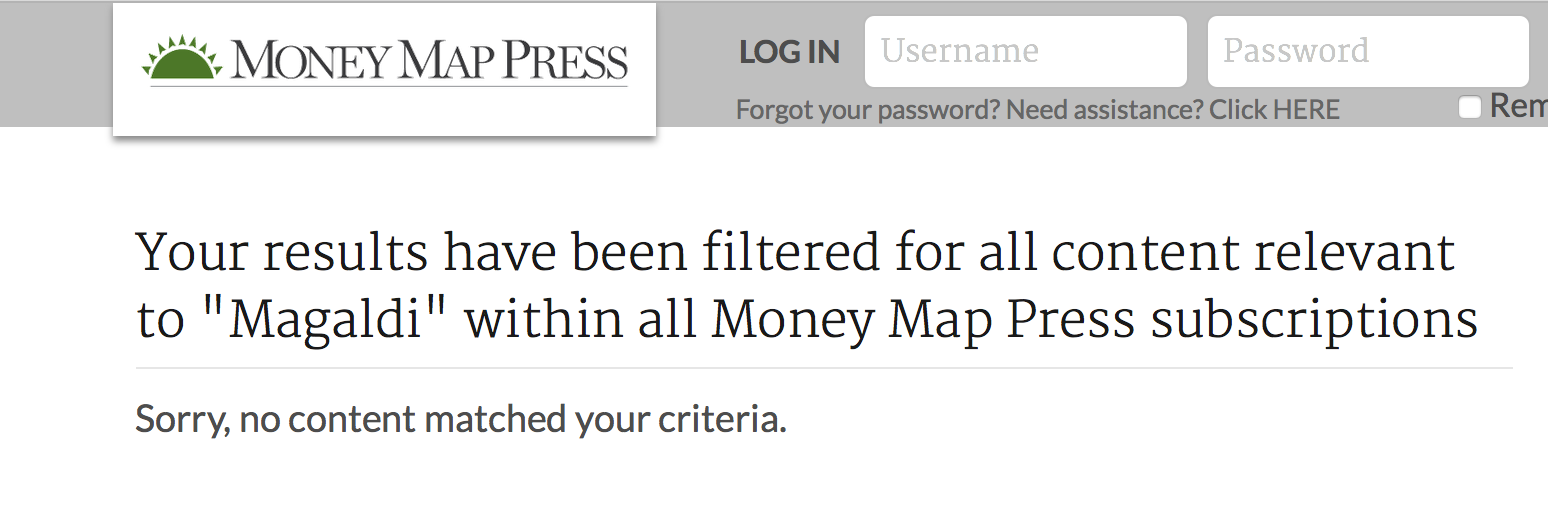 MONEY MAP PRESS
LOG IN Username Password
Forgot your password? Need assistance? Click HERE
Your results have been filtered for all content relevant
to "Magaldi" within all Money Map Press subscriptions
Sorry, no content matched your criteria.